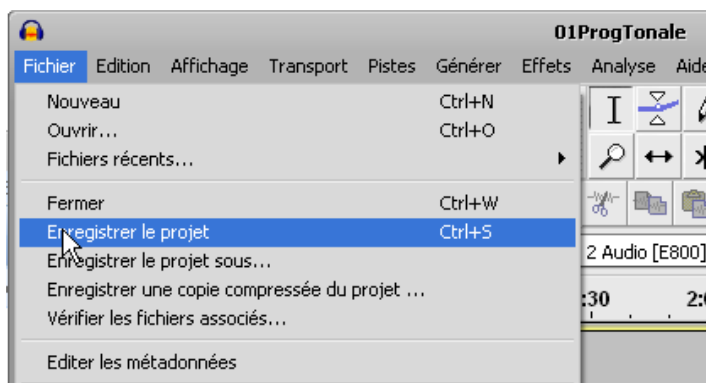 01ProgTonale
Fichier Edition Affichage Transport Pistes Générer Effets Analyse Aide
Nouveau Ctrl+N
Ouvrir... Ctrl+O
Fichiers récents...
Fermer Ctrl+W
Enregistrer le projet Ctrl+S
2 Audio [E800]
Enregistrer le projet sous...
Enregistrer une copie compressée du projet ...
:30 2:
Vérifier les fichiers associés...
Editer les métadonnées